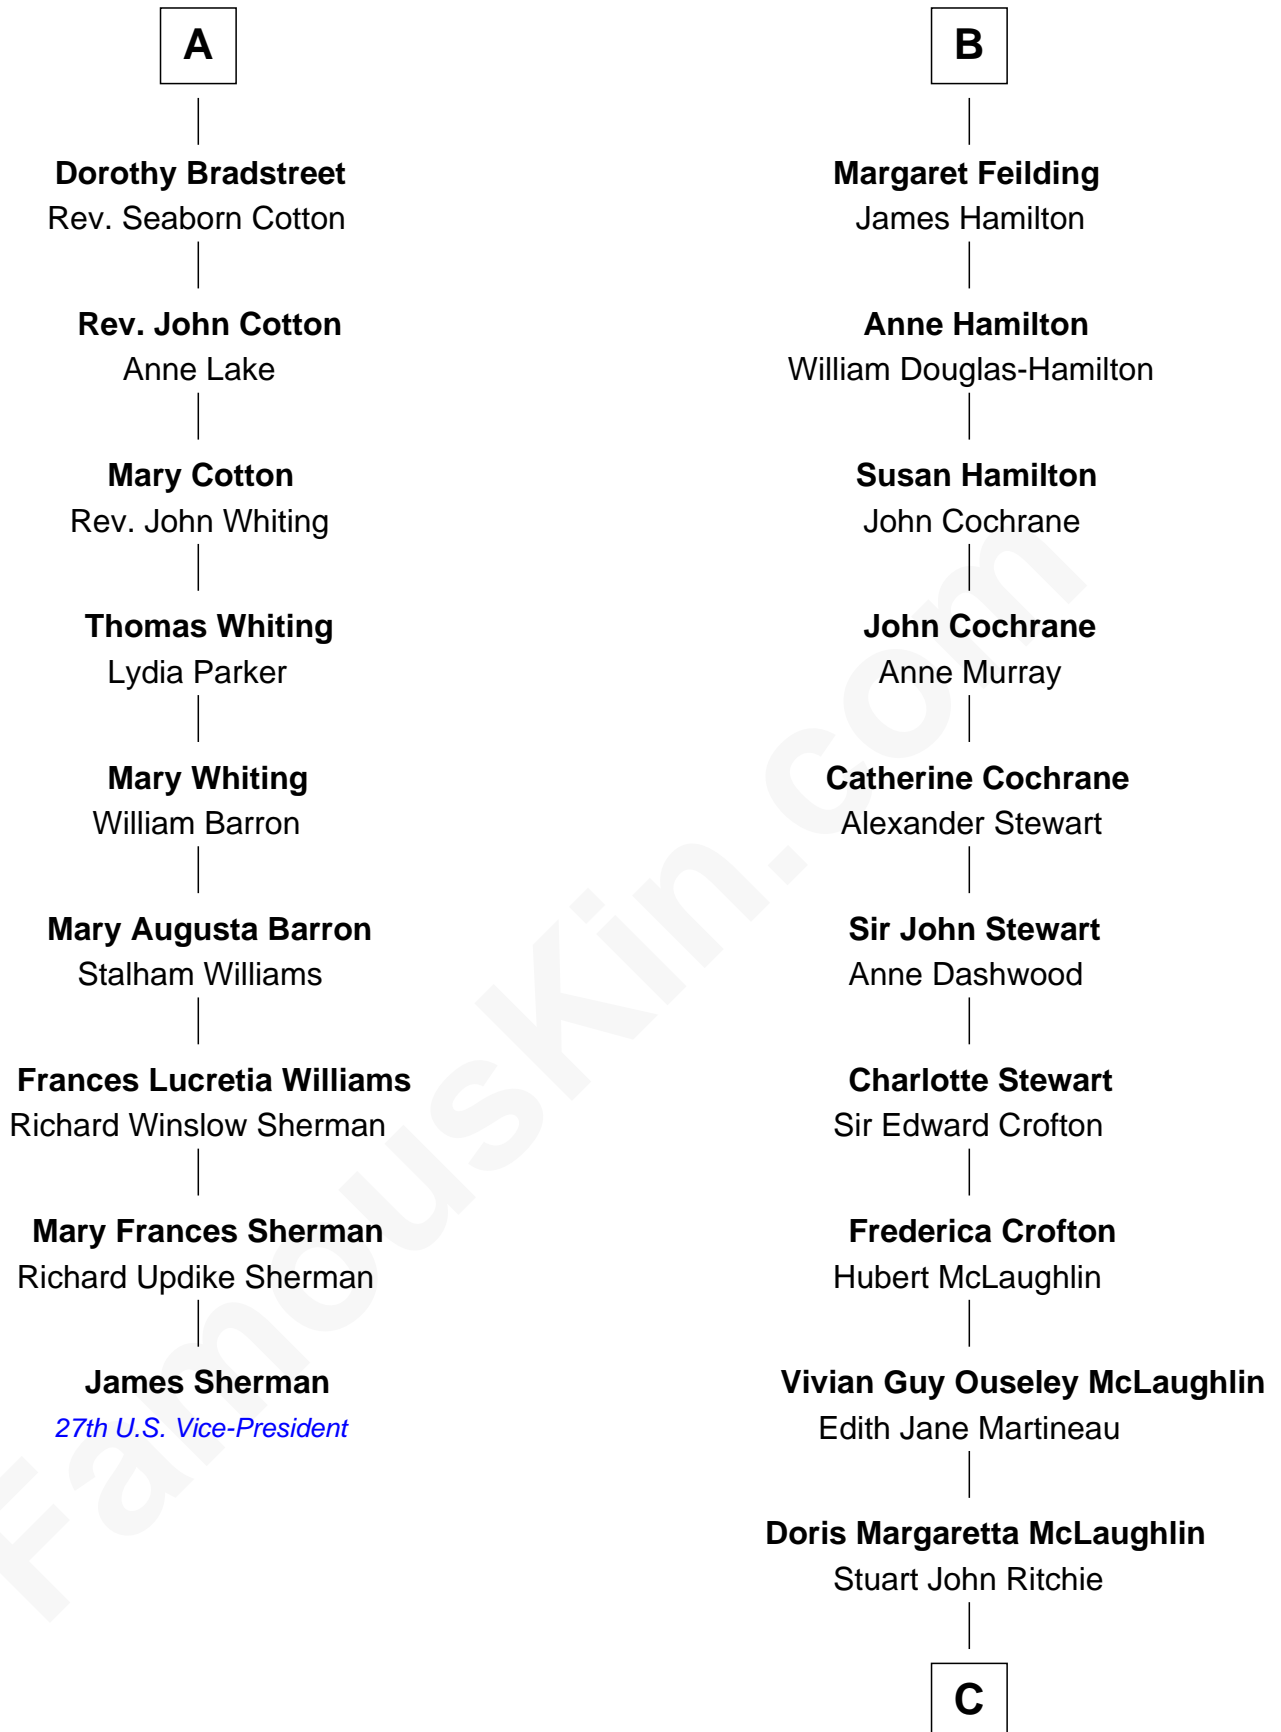 A
Dorothy Bradstreet
Rev. Seaborn Cotton
Rev. John Cotton
Anne Lake
Mary Cotton
Rev. John Whiting
Thomas Whiting
Lydia Parker
Mary Whiting
William Barron
Mary Augusta Barron
Stalham Williams
Frances Lucretia Williams
Richard Winslow Sherman
Mary Frances Sherman
Richard Updike Sherman
James Sherman
27th U.S. Vice-President
B
Margaret Feilding
James Hamilton
Anne Hamilton
William Douglas-Hamilton
Susan Hamilton
John Cochrane
John Cochrane
Anne Murray
Catherine Cochrane
Alexander Stewart
Sir John Stewart
Anne Dashwood
Charlotte Stewart
Sir Edward Crofton
Frederica Crofton
Hubert McLaughlin
Vivian Guy Ouseley McLaughlin
Edith Jane Martineau
Doris Margaretta McLaughlin
Stuart John Ritchie
C
FamousKin.com